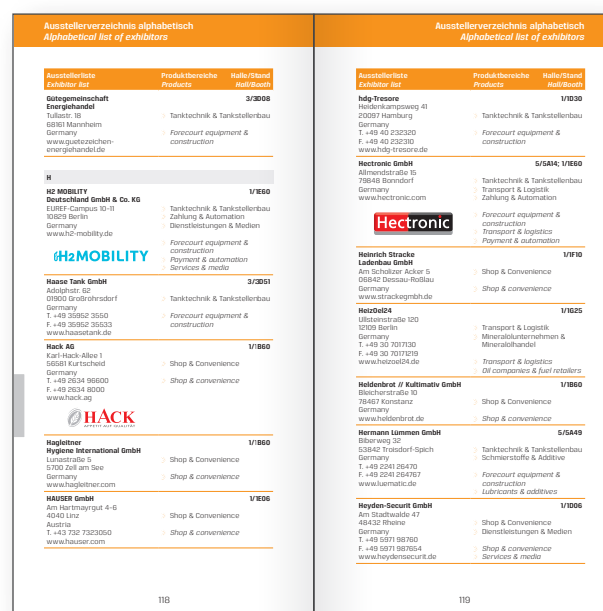 Ausstellerverzeichnis alphabetisch
Alphabetical list of exhibitors
Ausstellerliste Produktbereiche Halle/Stand
Exhibitor list Products Hall/Booth
Gütegemeinschaft 3/3D08
Energiehandel
Tullastr. 18 Tanktechnik & Tankstellenbau
68161 Mannheim
Germany Forecourt equipment &
www.guetezeichen- construction
energiehandel.de
H
H2 MOBILITY 1/1E60
Deutschland GmbH & Co. KG
EUREF-Campus 10-11 Tanktechnik & Tankstellenbau
10829 Berlin Zahlung & Automation
Germany Dienstleistungen & Medien
www.h2-mobility.de
Forecourt equipment &
construction
H2MOBILITY Payment & automation
Services & media
Haase Tank GmbH 3/3D51
Adolphstr. 62
01900 Großröhrsdorf Tanktechnik & Tankstellenbau
Germany
T. +49 35952 3550 Forecourt equipment &
F. +49 35952 35533 construction
www.haasetank.de
Hack AG 1/1B60
Karl-Hack-Allee 1
56581 Kurtscheid Shop & Convenience
Germany
T. +49 2634 96600 Shop & convenience
F. +49 2634 8000
www.hack.ag
HACK
APPETIT AUF QUALITÄT
Hagleitner 1/1B60
Hygiene International GmbH
Lunastraße 5 Shop & Convenience
5700 Zell am See
Germany Shop & convenience
www.hagleitner.com
HAUSER GmbH 1/1E06
Am Hartmayrgut 4-6
4040 Linz Shop & Convenience
Austria
T. +43 732 7323050 Shop & convenience
www.hauser.com
118
Ausstellerverzeichnis alphabetisch
Alphabetical list of exhibitors
Ausstellerliste Produktbereiche Halle/Stand
Exhibitor list Products Hall/Booth
hdg-Tresore 1/1D30
Heidenkampsweg 41
20097 Hamburg Tanktechnik & Tankstellenbau
Germany
T. +49 40 232320 Forecourt equipment &
F. +49 40 232310 construction
www.hdg-tresore.de
Hectronic GmbH 5/5A14; 1/1E60
Allmendstraße 15
79848 Bonndorf Tanktechnik & Tankstellenbau
Germany Transport & Logistik
www.hectronic.com Zahlung & Automation
Forecourt equipment &
Hectronic construction
Transport & logistics
Payment & automation
Heinrich Stracke 1/1F10
Ladenbau GmbH
Am Scholizer Acker 5 Shop & Convenience
06842 Dessau-Roßlau
Germany Shop & convenience
www.strackegmbh.de
HeizOel24 1/1G25
Ullsteinstraße 120
12109 Berlin Transport & Logistik
Germany Mineralölunternehmen &
T. +49 30 7017130 Mineralölhandel
F. +49 30 70171219
www.heizoel24.de Transport & logistics
Oil companies & fuel retailers
Heldenbrot // Kultimativ GmbH 1/1B60
Bleicherstraße 10
78467 Konstanz Shop & Convenience
Germany
www.heldenbrot.de Shop & convenience
Hermann Lümmen GmbH 5/5A49
Biberweg 32
53842 Troisdorf-Spich Tanktechnik & Tankstellenbau
Germany Schmierstoffe & Additive
T. +49 2241 26470
F. +49 2241 264767 Forecourt equipment &
www.luematic.de construction
Lubricants & additives
Heyden-Securit GmbH 1/1D06
Am Stadtwalde 47
48432 Rheine Shop & Convenience
Germany Dienstleistungen & Medien
T. +49 5971 98760
F. +49 5971 987654 Shop & convenience
www.heydensecurit.de Services & media
119